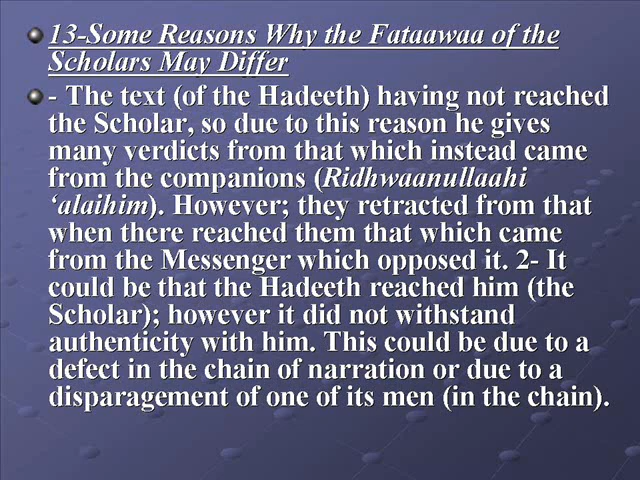 13-Some Reasons Why the Fataawaa of the
Scholars May Differ
- The text (of the Hadeeth) having not reached
the Scholar, so due to this reason he gives
many verdicts from that which instead came
from the companions (Ridhwaanullaahi
‘alaihim). However; they retracted from that
when there reached them that which came
from the Messenger which opposed it. 2- It
could be that the Hadeeth reached him (the
Scholar); however it did not withstand
authenticity with him. This could be due to a
defect in the chain of narration or due to a
disparagement of one of its men (in the chain).